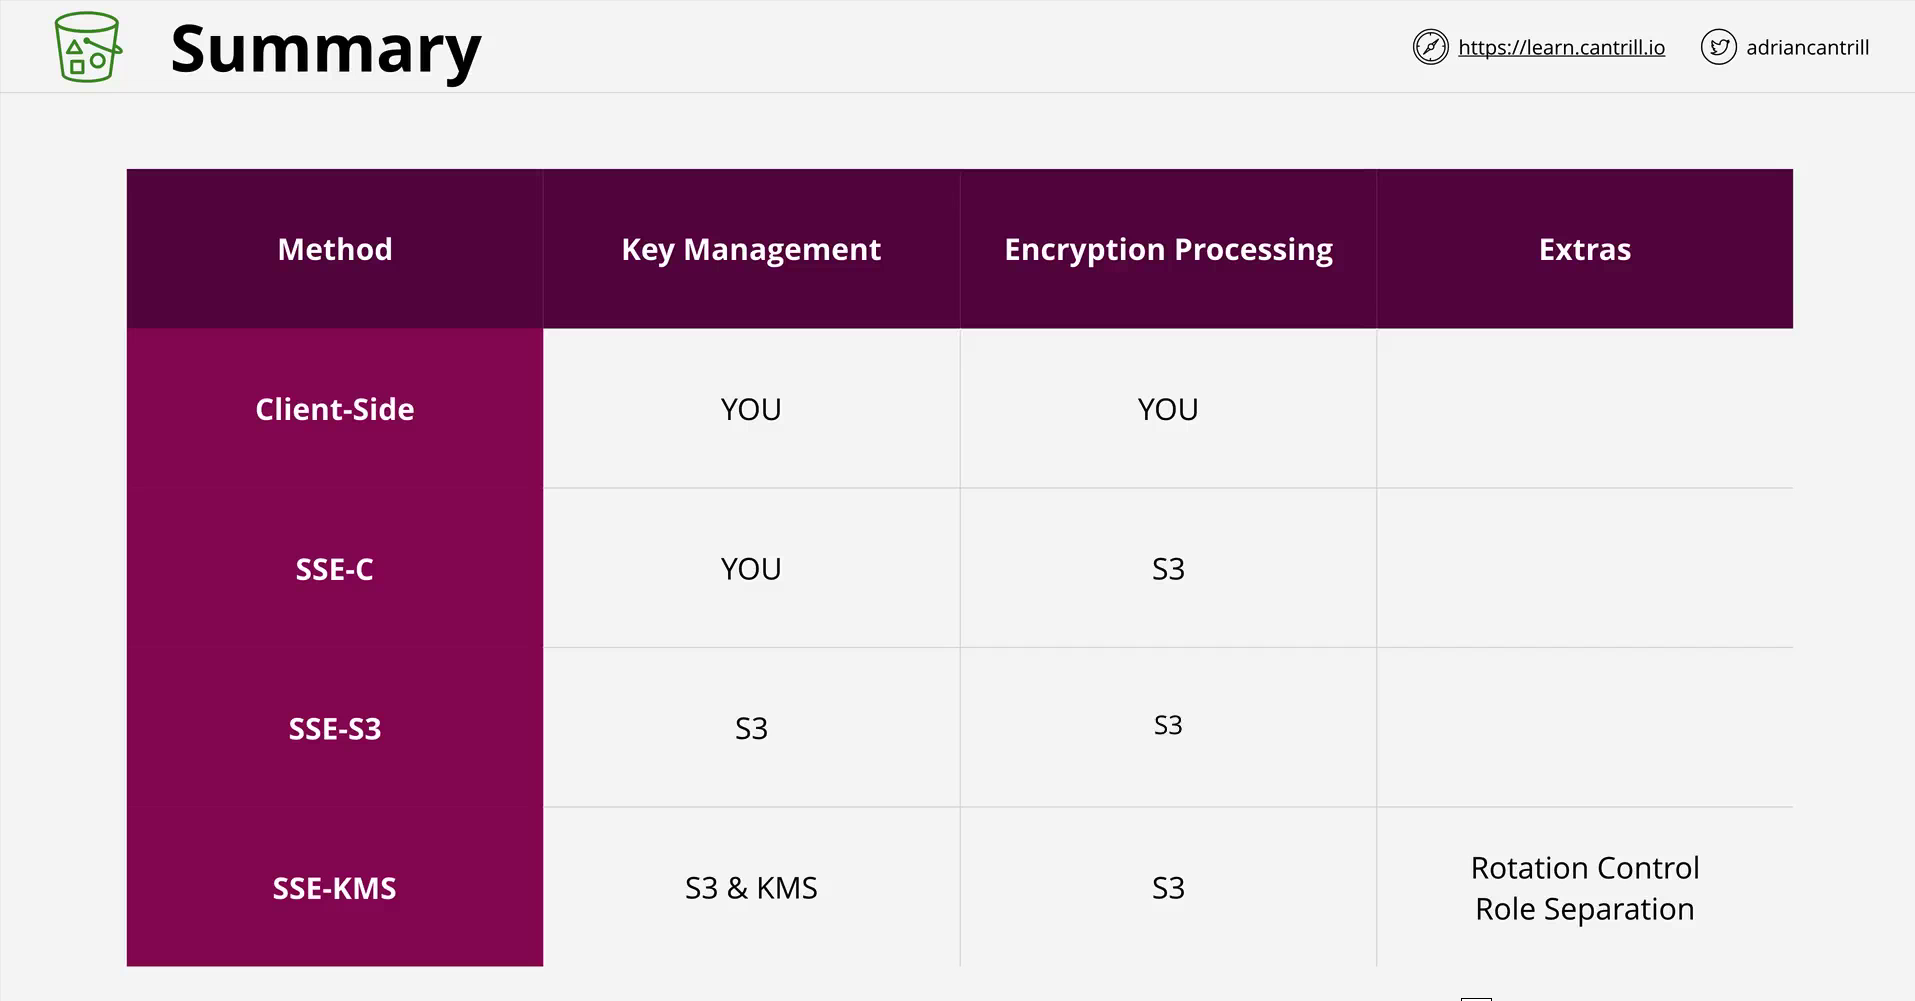 Summary
https://learn.cantrill.io
adriancantrill
Method
Key Management
Encryption Processing
Extras
Client-Side
YOU
YOU
SSE-C
YOU
S3
SSE-S3
S3
S3
SSE-KMS
S3 & KMS
S3
Rotation Control
Role Separation